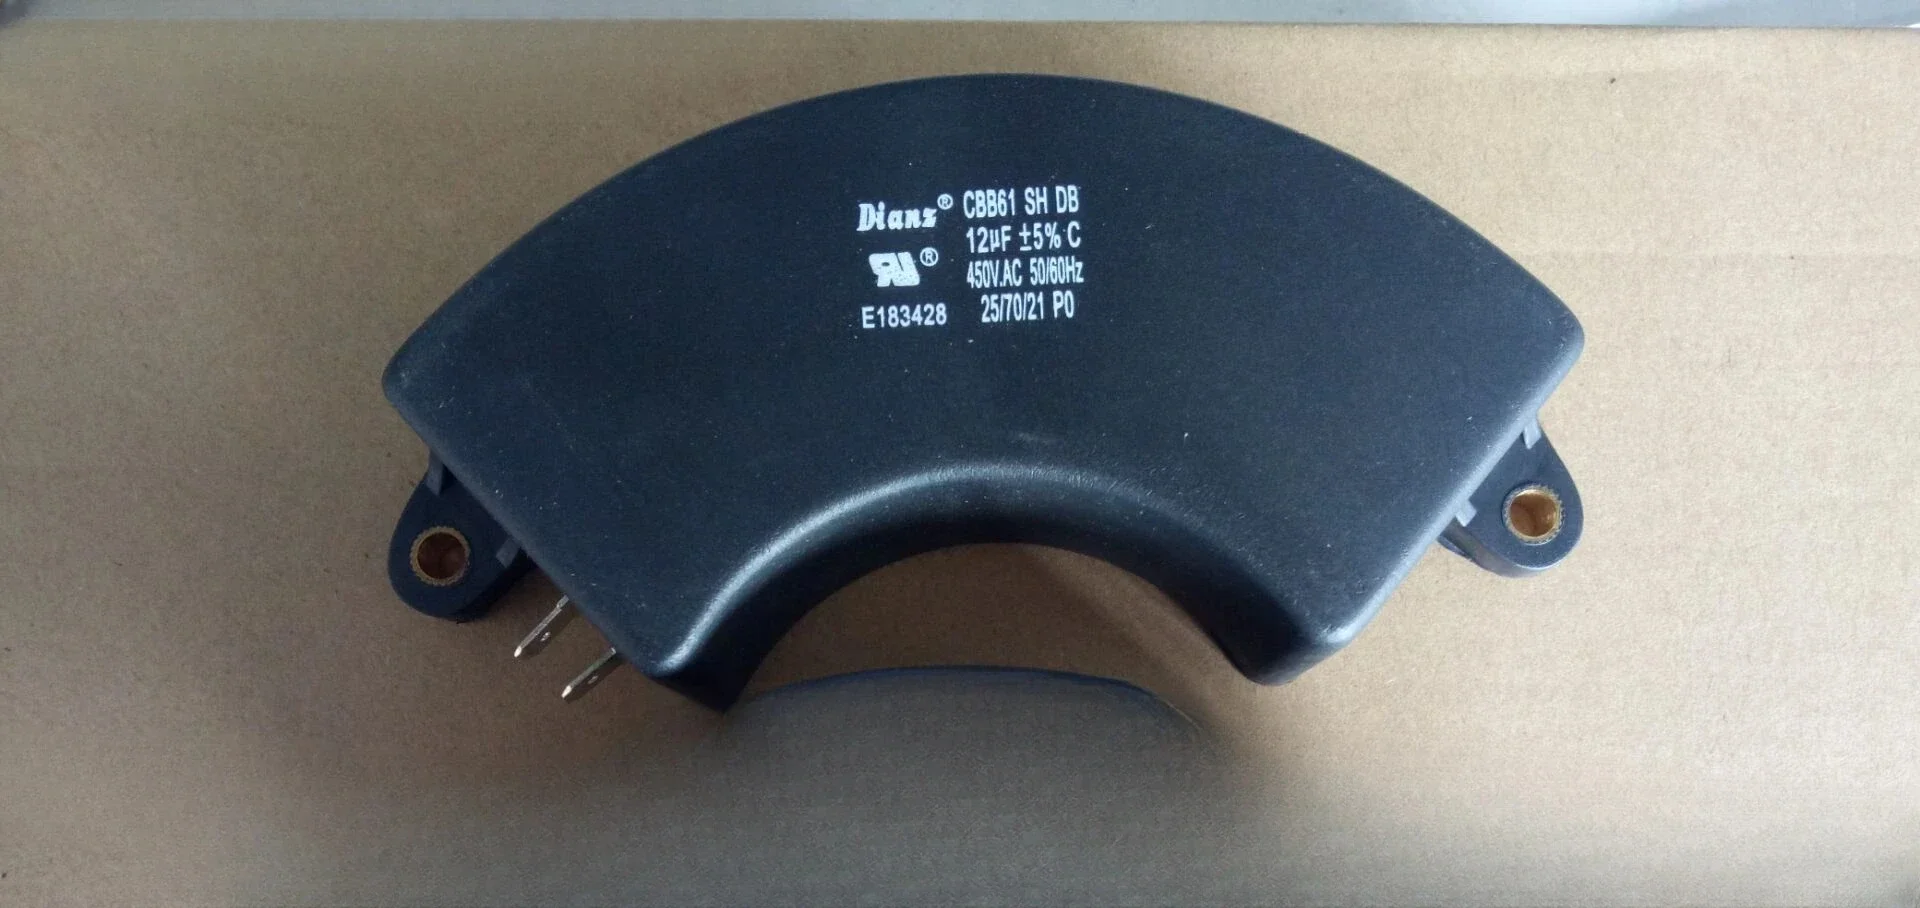 Dianz® CBB61 SH DB
12µF ±5% C
® 450V.AC 50/60Hz
E183428 25/70/21 P0